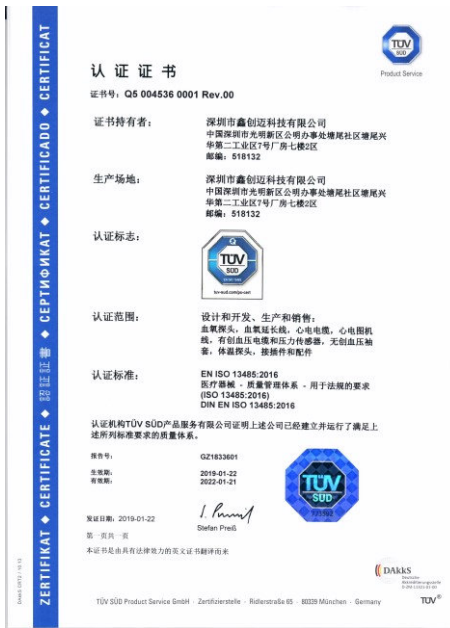 TÜV
SÜD
Product Service
认 证 证 书
证书号: Q5 004536 0001 Rev.00
证书持有者:
深圳市鑫创迈科技有限公司
中国深圳市光明新区公明办事处塘尾社区塘尾兴
华第二工业区7号厂房七楼2区
邮编: 518132
生产场地:
深圳市鑫创迈科技有限公司
中国深圳市光明新区公明办事处塘尾社区塘尾兴
华第二工业区7号厂房七楼2区
邮编: 518132
认证标志:
TÜV
SÜD
tuv-sud.com/ps-cert
认证范围:
设计和开发、生产和销售:
血氧探头, 血氧延长线, 心电电缆, 心电图机
线, 有创血压电缆和压力传感器, 无创血压袖
套, 体温探头, 接插件和配件
认证标准:
EN ISO 13485:2016
医疗器械 - 质量管理体系 - 用于法规的要求
(ISO 13485:2016)
DIN EN ISO 13485:2016
认证机构TÜV SÜD产品服务有限公司证明上述公司已经建立并运行了满足上
述所列标准要求的质量体系。
报告号: GZ1833601
生效期: 2019-01-22
有效期: 2022-01-21
TÜV
SÜD
发证日期: 2019-01-22
Stefan Preiß
第一页共一页
本证书是由具有法律效力的英文证书翻译而来
DAkkS
Deutsche
Akkreditierungsstelle
TÜV SÜD Product Service GmbH · Zertifizierstelle · Ridlerstraße 65 · 80339 München · Germany
TÜV®
ZERTIFIKAT ◆ CERTIFICATE ◆ 認証証書 ◆ СЕРТИФИКАТ ◆ CERTIFICADO ◆ CERTIFICAT